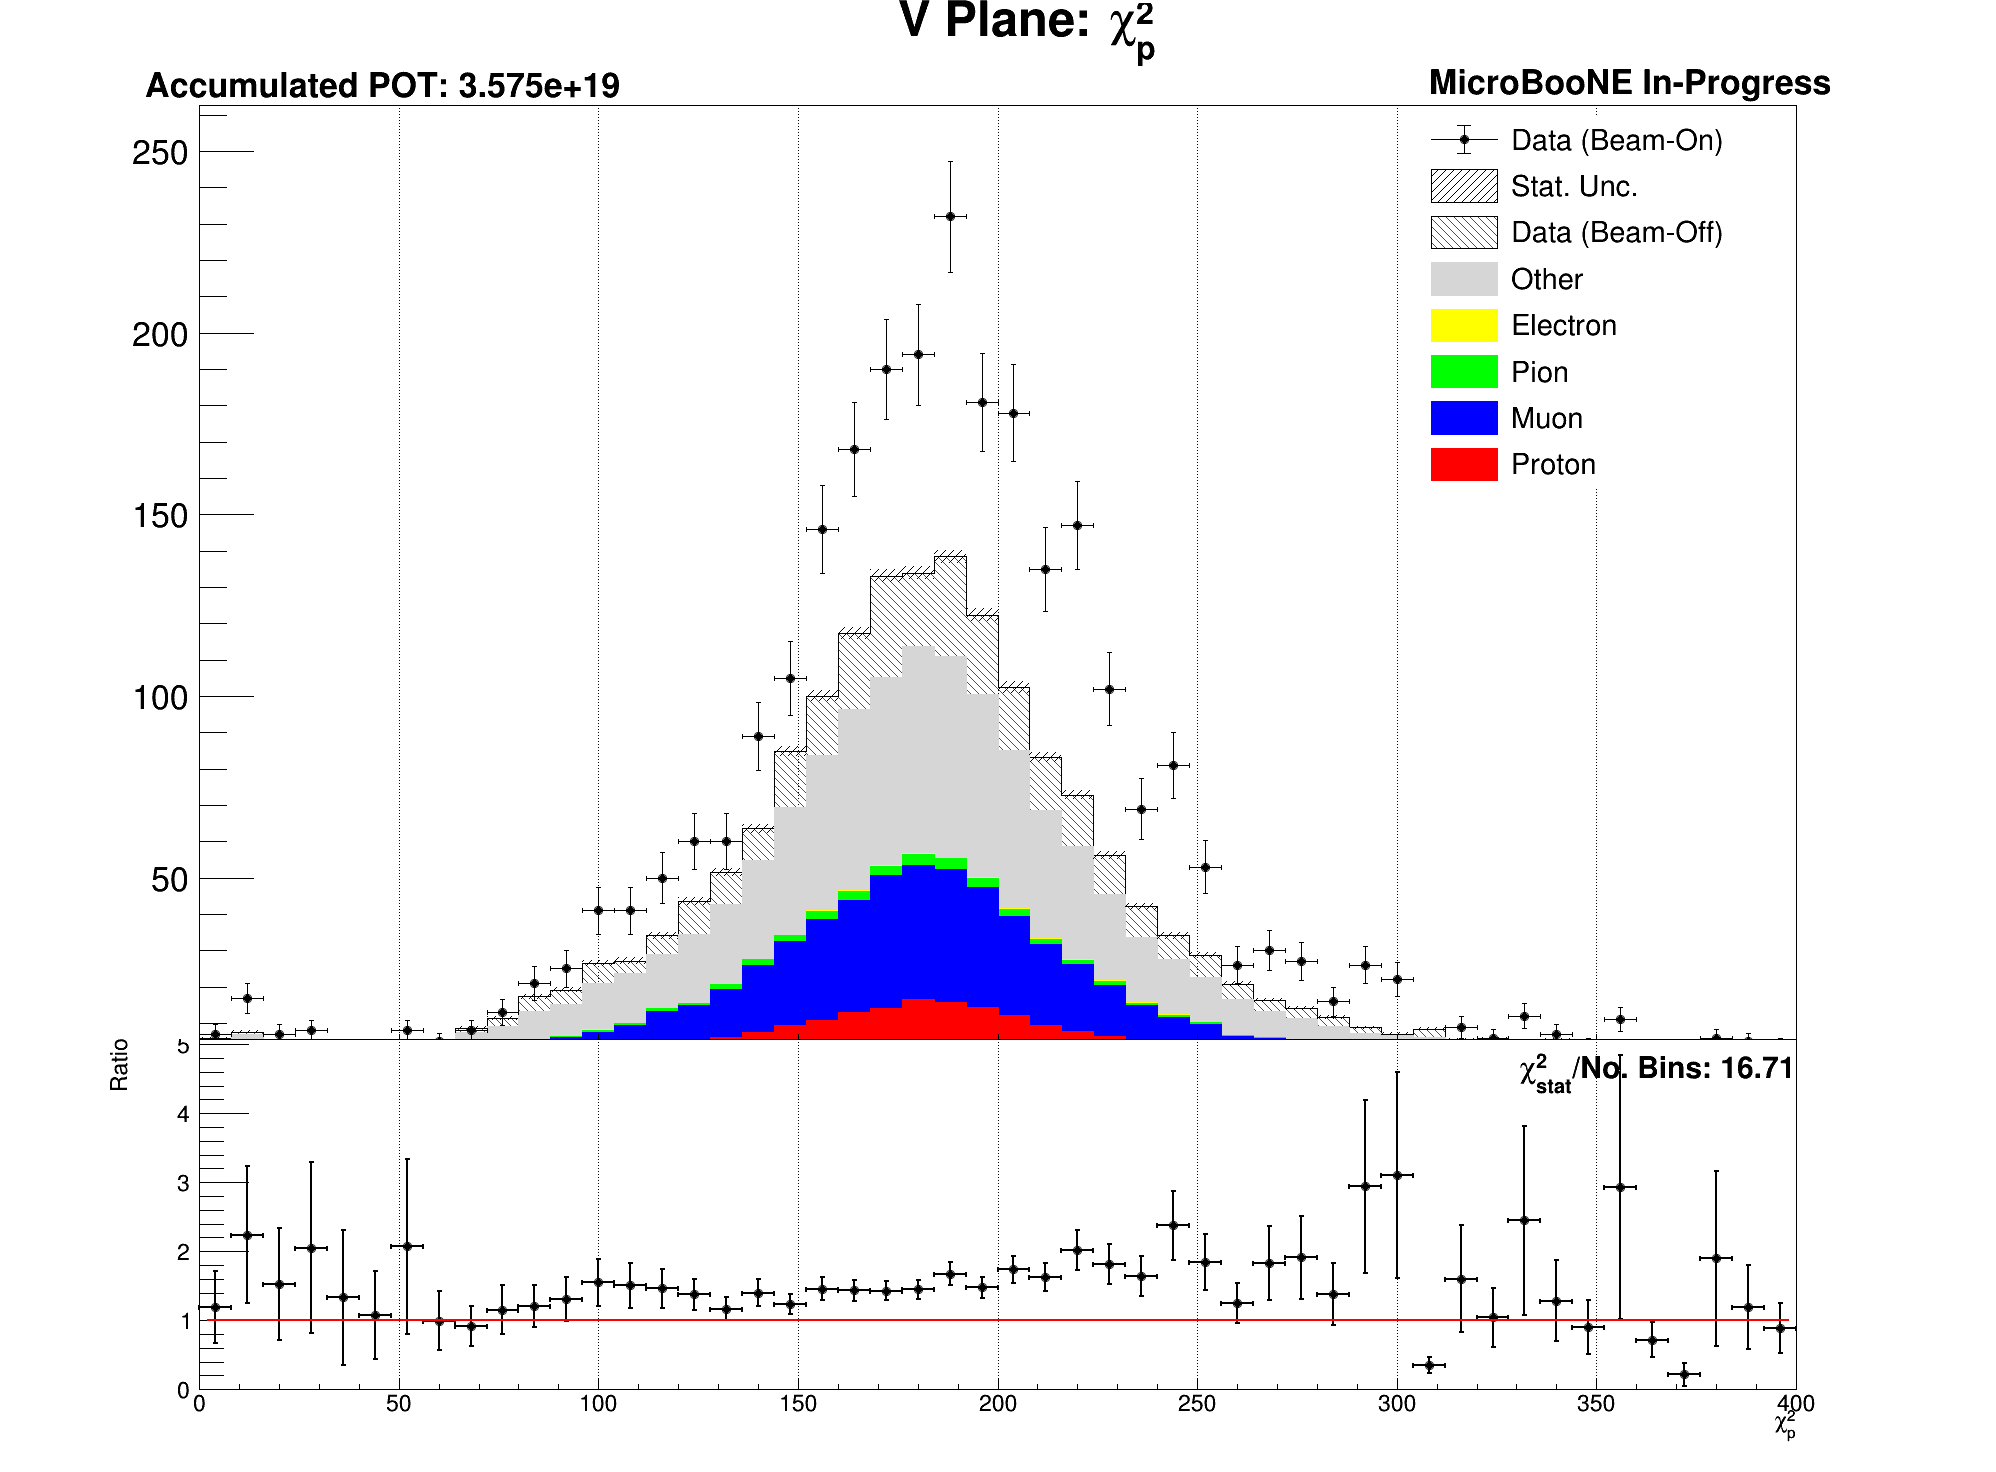 V Plane: χ²ₚ
Accumulated POT: 3.575e+19
MicroBooNE In-Progress
Data (Beam-On)
Stat. Unc.
Data (Beam-Off)
Other
Electron
Pion
Muon
Proton
250
200
150
100
50
Ratio
χ²stat/No. Bins: 16.71
5
4
3
2
1
0
0 50 100 150 200 250 300 350 400
χ²ₚ